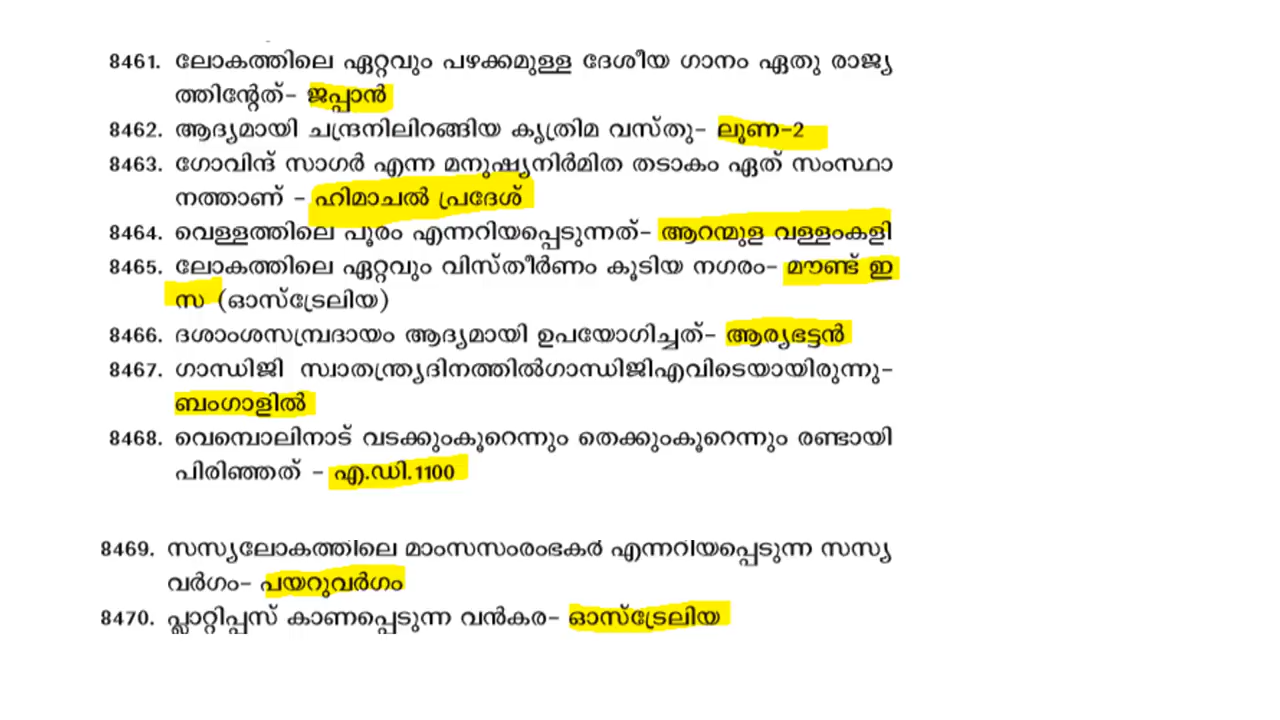 8461. ലോകത്തിലെ ഏറ്റവും പഴക്കമുള്ള ദേശീയ ഗാനം ഏതു രാജ്യ
ത്തിന്റേത്- ജപ്പാൻ
8462. ആദ്യമായി ചന്ദ്രനിലിറങ്ങിയ കൃത്രിമ വസ്തു- ലൂണ-2
8463. ഗോവിന്ദ് സാഗർ എന്ന മനുഷ്യനിർമിത തടാകം ഏത് സംസ്ഥാ
നത്താണ് - ഹിമാചൽ പ്രദേശ്
8464. വെള്ളത്തിലെ പൂരം എന്നറിയപ്പെടുന്നത്- ആറന്മുള വള്ളംകളി
8465. ലോകത്തിലെ ഏറ്റവും വിസ്തീർണം കൂടിയ നഗരം- മൗണ്ട് ഇ
സ (ഓസ്ട്രേലിയ)
8466. ദശാംശസമ്പ്രദായം ആദ്യമായി ഉപയോഗിച്ചത്- ആര്യഭട്ടൻ
8467. ഗാന്ധിജി സ്വാതന്ത്ര്യദിനത്തിൽഗാന്ധിജിഎവിടെയായിരുന്നു-
ബംഗാളിൽ
8468. വെമ്പൊലിനാട് വടക്കുംകൂറെന്നും തെക്കുംകൂറെന്നും രണ്ടായി
പിരിഞ്ഞത് - എ.ഡി.1100
8469. സസ്യലോകത്തിലെ മാംസസംരംഭകർ എന്നറിയപ്പെടുന്ന സസ്യ
വർഗം- പയറുവർഗം
8470. പ്ലാറ്റിപ്പസ് കാണപ്പെടുന്ന വൻകര- ഓസ്ട്രേലിയ